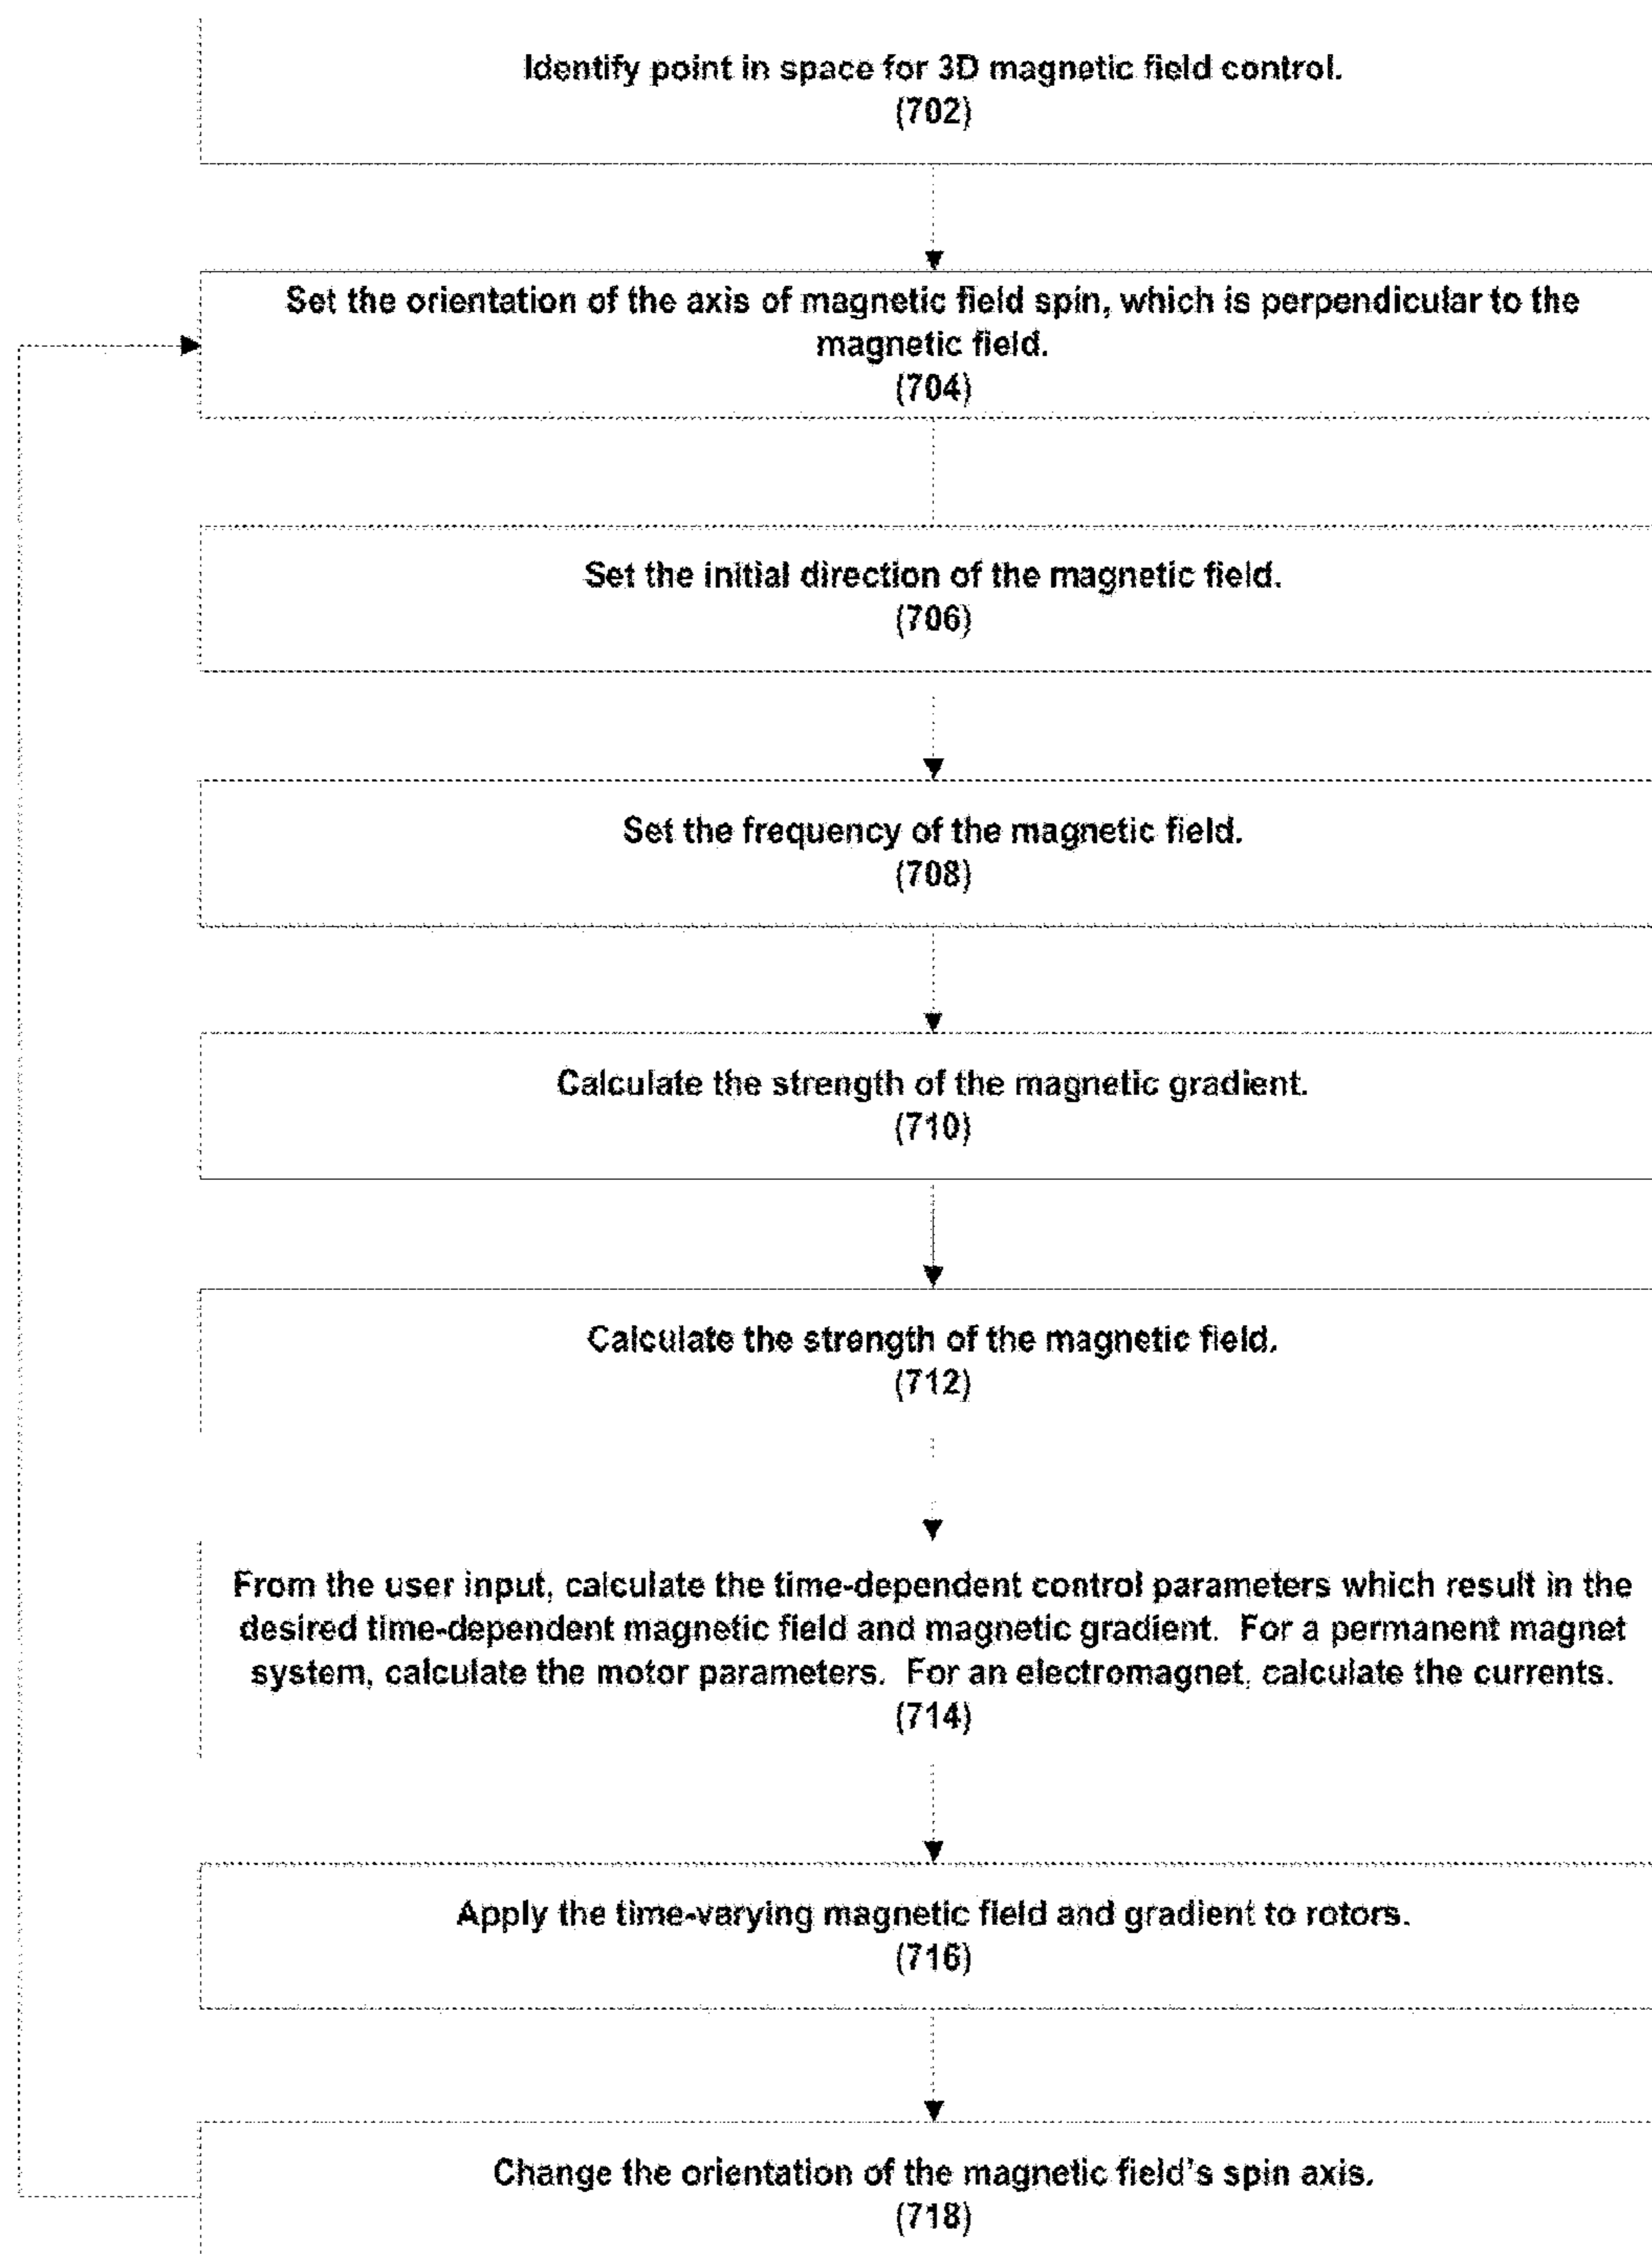 Identify point in space for 3D magnetic field control.
(702)
Set the orientation of the axis of magnetic field spin, which is perpendicular to the
magnetic field.
(704)
Set the initial direction of the magnetic field.
(706)
Set the frequency of the magnetic field.
(708)
Calculate the strength of the magnetic gradient.
(710)
Calculate the strength of the magnetic field.
(712)
From the user input, calculate the time-dependent control parameters which result in the
desired time-dependent magnetic field and magnetic gradient.  For a permanent magnet
system, calculate the motor parameters.  For an electromagnet, calculate the currents.
(714)
Apply the time-varying magnetic field and gradient to rotors.
(716)
Change the orientation of the magnetic field's spin axis.
(718)